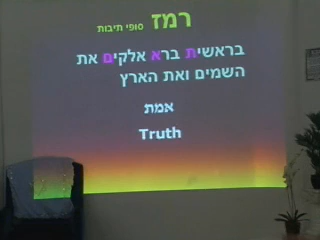 רמז סופי תיבות
בראשית ברא אלקים את
השמים ואת הארץ
אמת
Truth